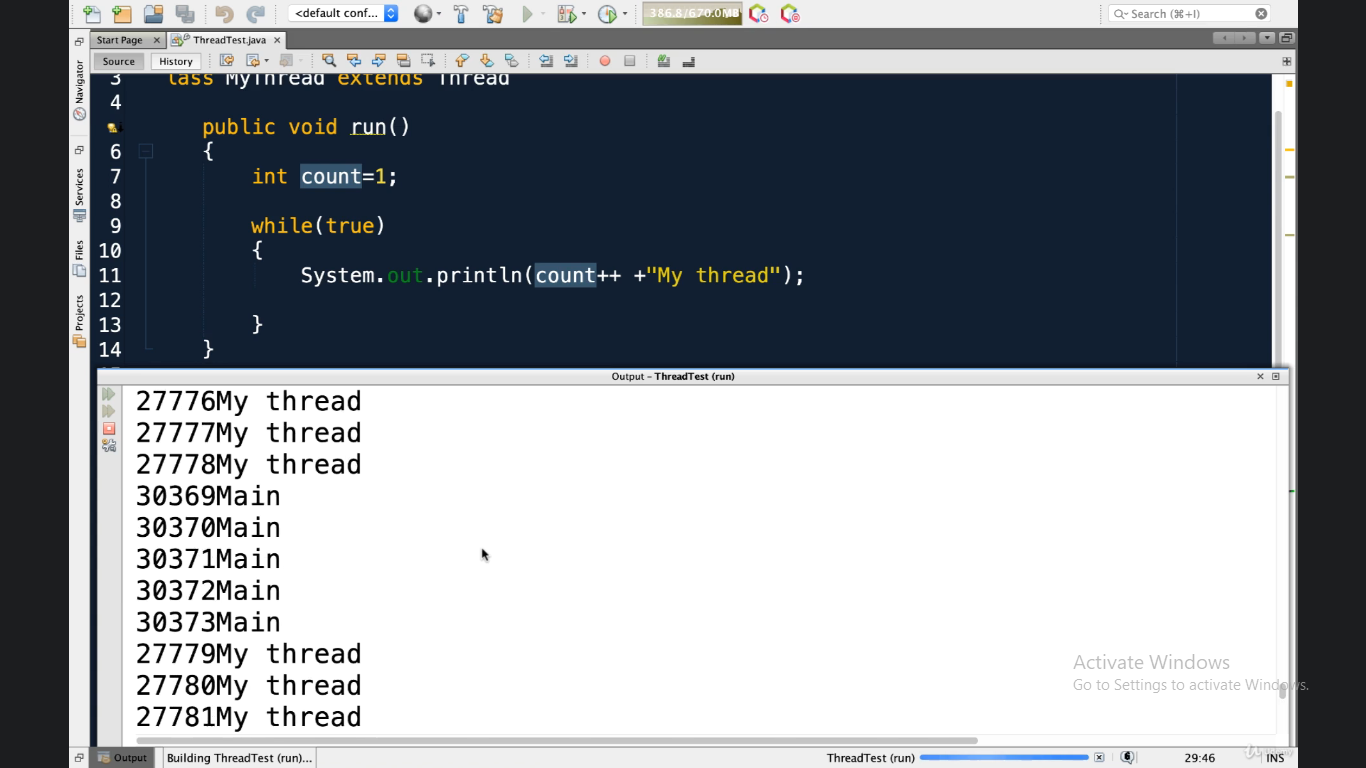 <default conf...
386.8/670.0MB
Search (⌘+I)
Start Page
ThreadTest.java
Source
History
Navigator
Services
Files
Projects
3 lass MyThread extends Thread
4
public void run()
6 {
7 int count=1;
8
9 while(true)
10 {
11 System.out.println(count++ +"My thread");
12
13 }
14 }
Output - ThreadTest (run)
27776My thread
27777My thread
27778My thread
30369Main
30370Main
30371Main
30372Main
30373Main
27779My thread
27780My thread
27781My thread
Activate Windows
Go to Settings to activate Windows.
Output
Building ThreadTest (run)...
ThreadTest (run)
29:46
INS